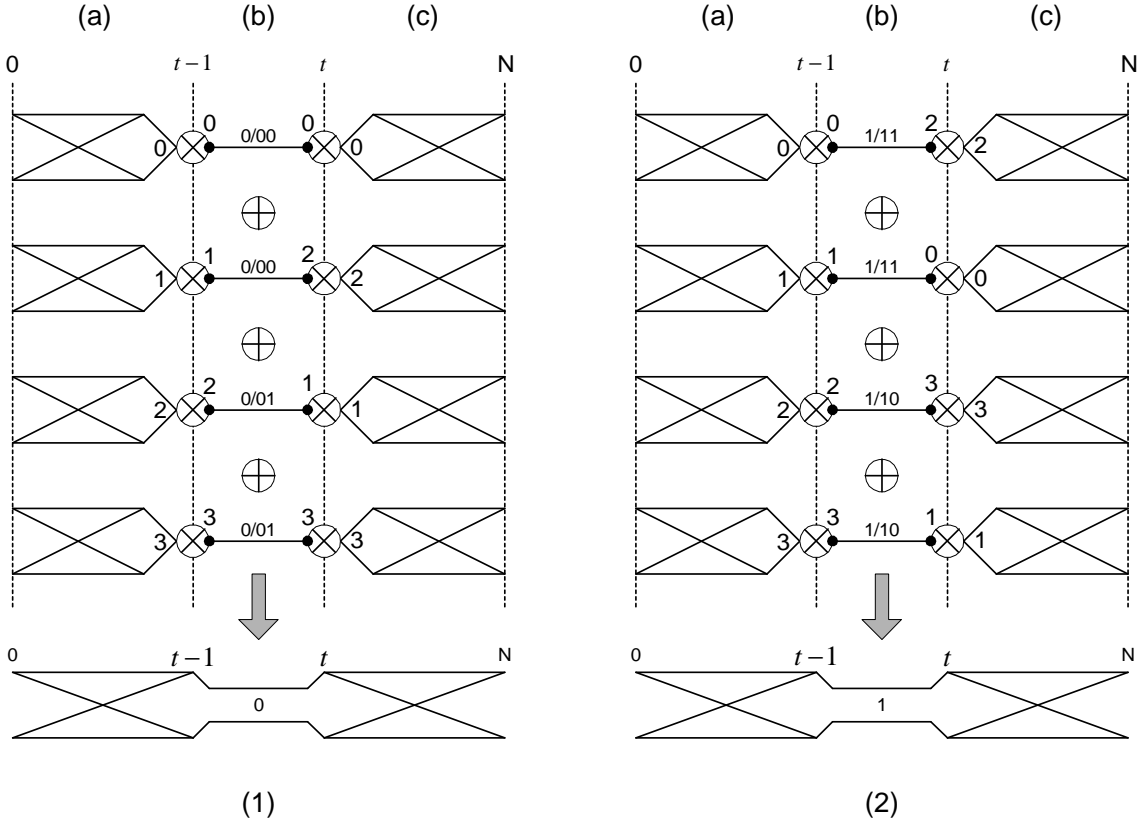 (a) (b) (c) (a) (b) (c)
0 t−1 t N 0 t−1 t N
0 0 0/00 0 0 0 0 1/11 2 2
1 1 0/00 2 2 1 1 1/11 0 0
2 2 0/01 1 1 2 2 1/10 3 3
3 3 0/01 3 3 3 3 1/10 1 1
0 t−1 t N 0 t−1 t N
0 1
(1) (2)